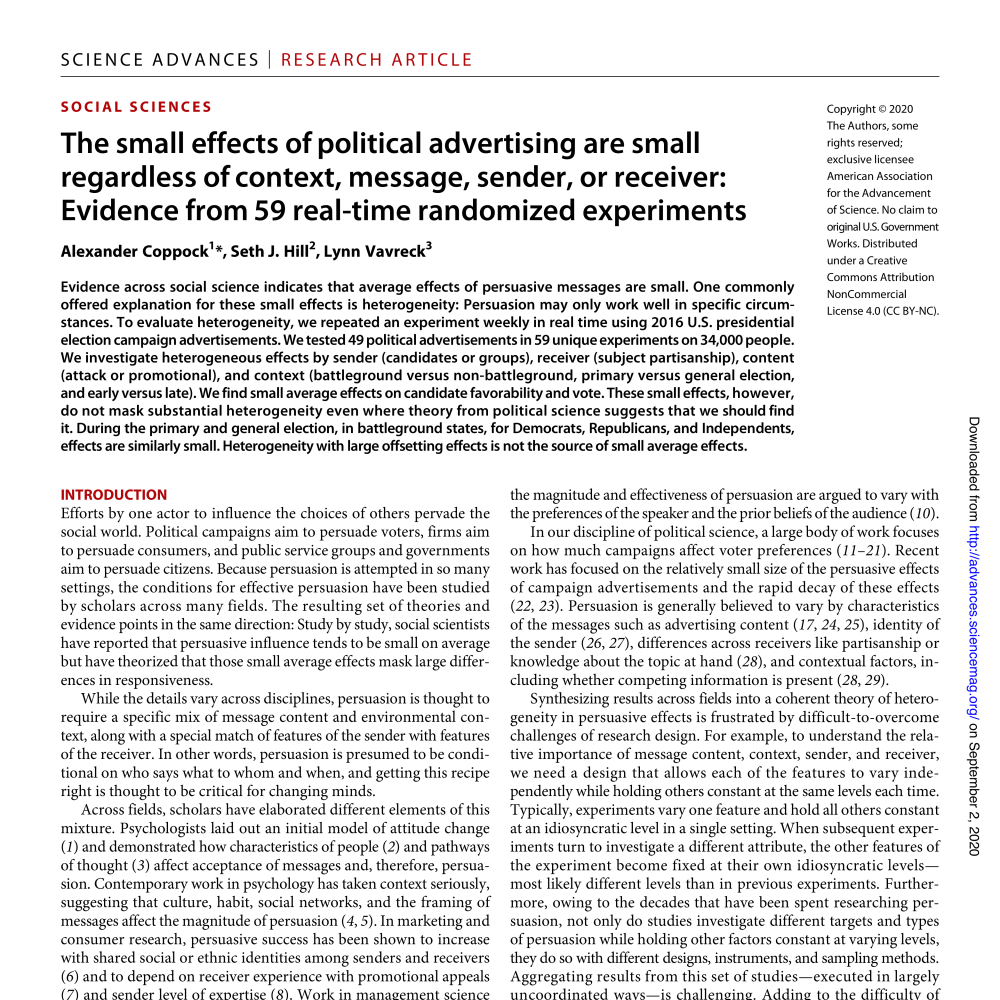 SCIENCE ADVANCES | RESEARCH ARTICLE
SOCIAL SCIENCES
The small effects of political advertising are small
regardless of context, message, sender, or receiver:
Evidence from 59 real-time randomized experiments
Alexander Coppock1*, Seth J. Hill2, Lynn Vavreck3
Evidence across social science indicates that average effects of persuasive messages are small. One commonly
offered explanation for these small effects is heterogeneity: Persuasion may only work well in specific circum-
stances. To evaluate heterogeneity, we repeated an experiment weekly in real time using 2016 U.S. presidential
election campaign advertisements. We tested 49 political advertisements in 59 unique experiments on 34,000 people.
We investigate heterogeneous effects by sender (candidates or groups), receiver (subject partisanship), content
(attack or promotional), and context (battleground versus non-battleground, primary versus general election,
and early versus late). We find small average effects on candidate favorability and vote. These small effects, however,
do not mask substantial heterogeneity even where theory from political science suggests that we should find
it. During the primary and general election, in battleground states, for Democrats, Republicans, and Independents,
effects are similarly small. Heterogeneity with large offsetting effects is not the source of small average effects.
Copyright © 2020
The Authors, some
rights reserved;
exclusive licensee
American Association
for the Advancement
of Science. No claim to
original U.S. Government
Works. Distributed
under a Creative
Commons Attribution
NonCommercial
License 4.0 (CC BY-NC).
INTRODUCTION
Efforts by one actor to influence the choices of others pervade the
social world. Political campaigns aim to persuade voters, firms aim
to persuade consumers, and public service groups and governments
aim to persuade citizens. Because persuasion is attempted in so many
settings, the conditions for effective persuasion have been studied
by scholars across many fields. The resulting set of theories and
evidence points in the same direction: Study by study, social scientists
have reported that persuasive influence tends to be small on average
but have theorized that those small average effects mask large differ-
ences in responsiveness.
While the details vary across disciplines, persuasion is thought to
require a specific mix of message content and environmental con-
text, along with a special match of features of the sender with features
of the receiver. In other words, persuasion is presumed to be condi-
tional on who says what to whom and when, and getting this recipe
right is thought to be critical for changing minds.
Across fields, scholars have elaborated different elements of this
mixture. Psychologists laid out an initial model of attitude change
(1) and demonstrated how characteristics of people (2) and pathways
of thought (3) affect acceptance of messages and, therefore, persua-
sion. Contemporary work in psychology has taken context seriously,
suggesting that culture, habit, social networks, and the framing of
messages affect the magnitude of persuasion (4, 5). In marketing and
consumer research, persuasive success has been shown to increase
with shared social or ethnic identities among senders and receivers
(6) and to depend on receiver experience with promotional appeals
(7) and sender level of expertise (8). Work in management science
the magnitude and effectiveness of persuasion are argued to vary with
the preferences of the speaker and the prior beliefs of the audience (10).
In our discipline of political science, a large body of work focuses
on how much campaigns affect voter preferences (11–21). Recent
work has focused on the relatively small size of the persuasive effects
of campaign advertisements and the rapid decay of these effects
(22, 23). Persuasion is generally believed to vary by characteristics
of the messages such as advertising content (17, 24, 25), identity of
the sender (26, 27), differences across receivers like partisanship or
knowledge about the topic at hand (28), and contextual factors, in-
cluding whether competing information is present (28, 29).
Synthesizing results across fields into a coherent theory of hetero-
geneity in persuasive effects is frustrated by difficult-to-overcome
challenges of research design. For example, to understand the rela-
tive importance of message content, context, sender, and receiver,
we need a design that allows each of the features to vary inde-
pendently while holding others constant at the same levels each time.
Typically, experiments vary one feature and hold all others constant
at an idiosyncratic level in a single setting. When subsequent exper-
iments turn to investigate a different attribute, the other features of
the experiment become fixed at their own idiosyncratic levels—
most likely different levels than in previous experiments. Further-
more, owing to the decades that have been spent researching per-
suasion, not only do studies investigate different targets and types
of persuasion while holding other factors constant at varying levels,
they do so with different designs, instruments, and sampling methods.
Aggregating results from this set of studies—executed in largely
uncoordinated ways—is challenging. Adding to the difficulty of
Downloaded from http://advances.sciencemag.org/ on September 2, 2020